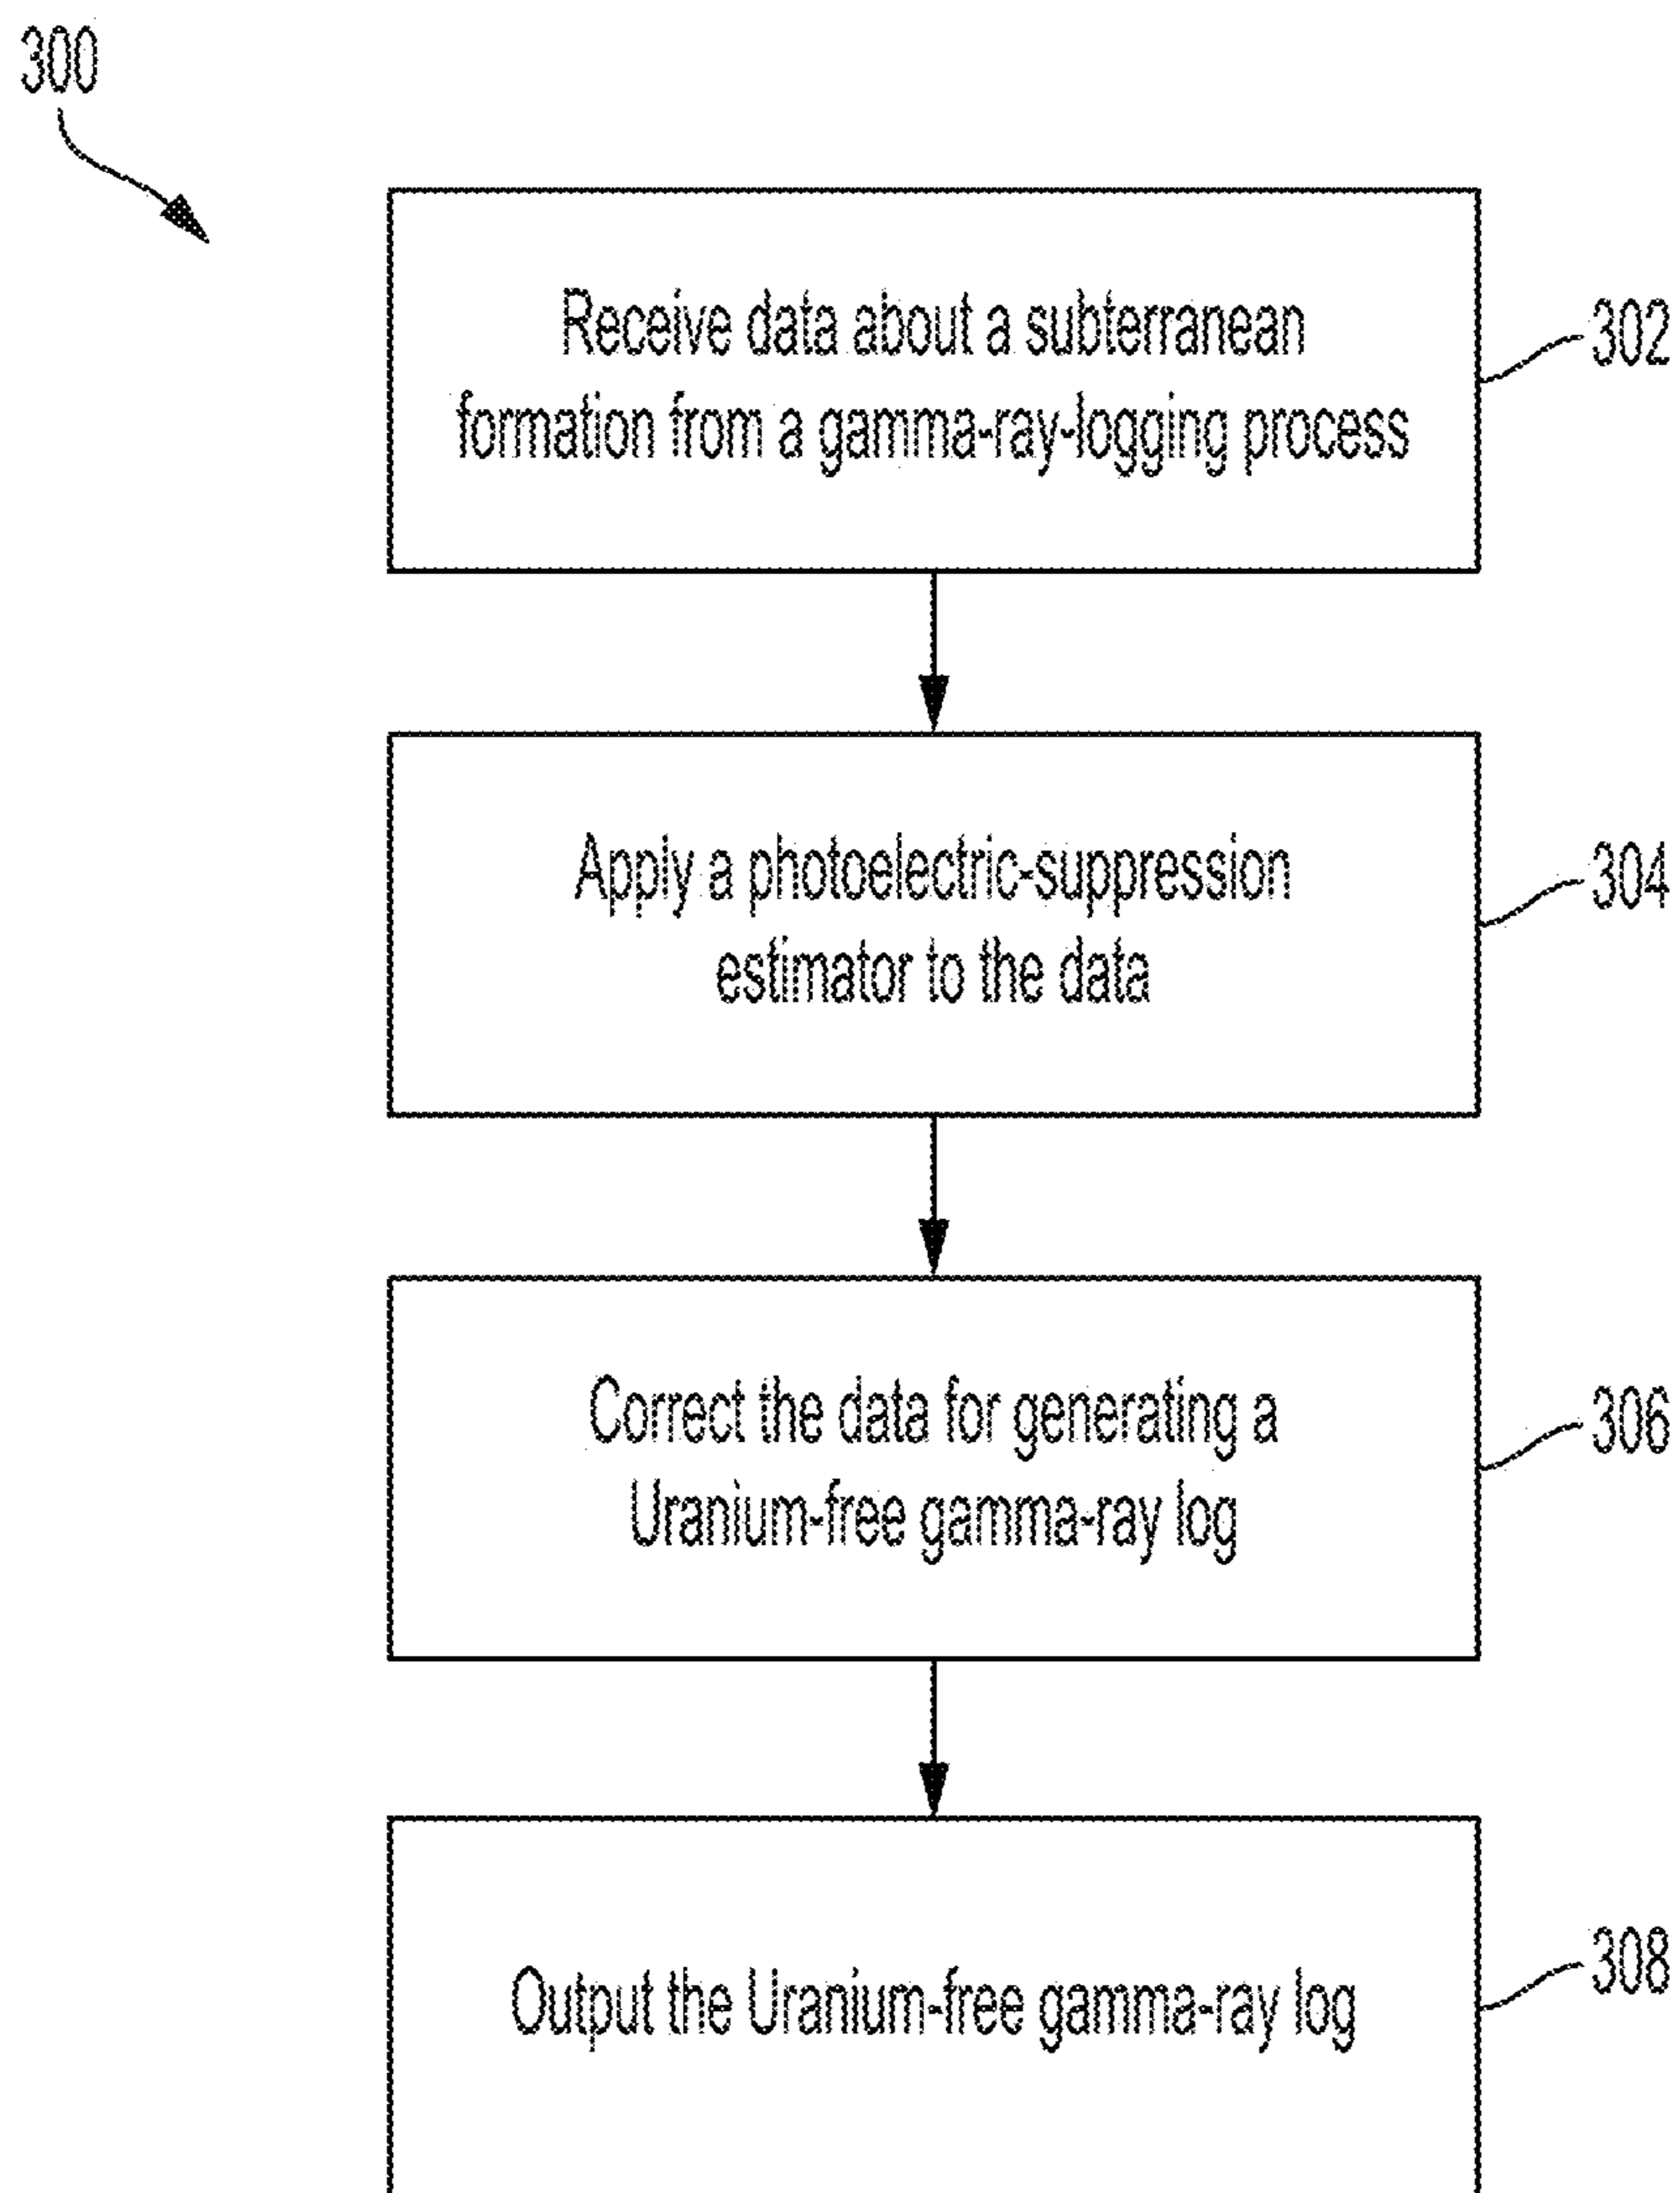 300
Receive data about a subterranean
formation from a gamma-ray-logging process
302
Apply a photoelectric-suppression
estimator to the data
304
Correct the data for generating a
Uranium-free gamma-ray log
306
Output the Uranium-free gamma-ray log
308